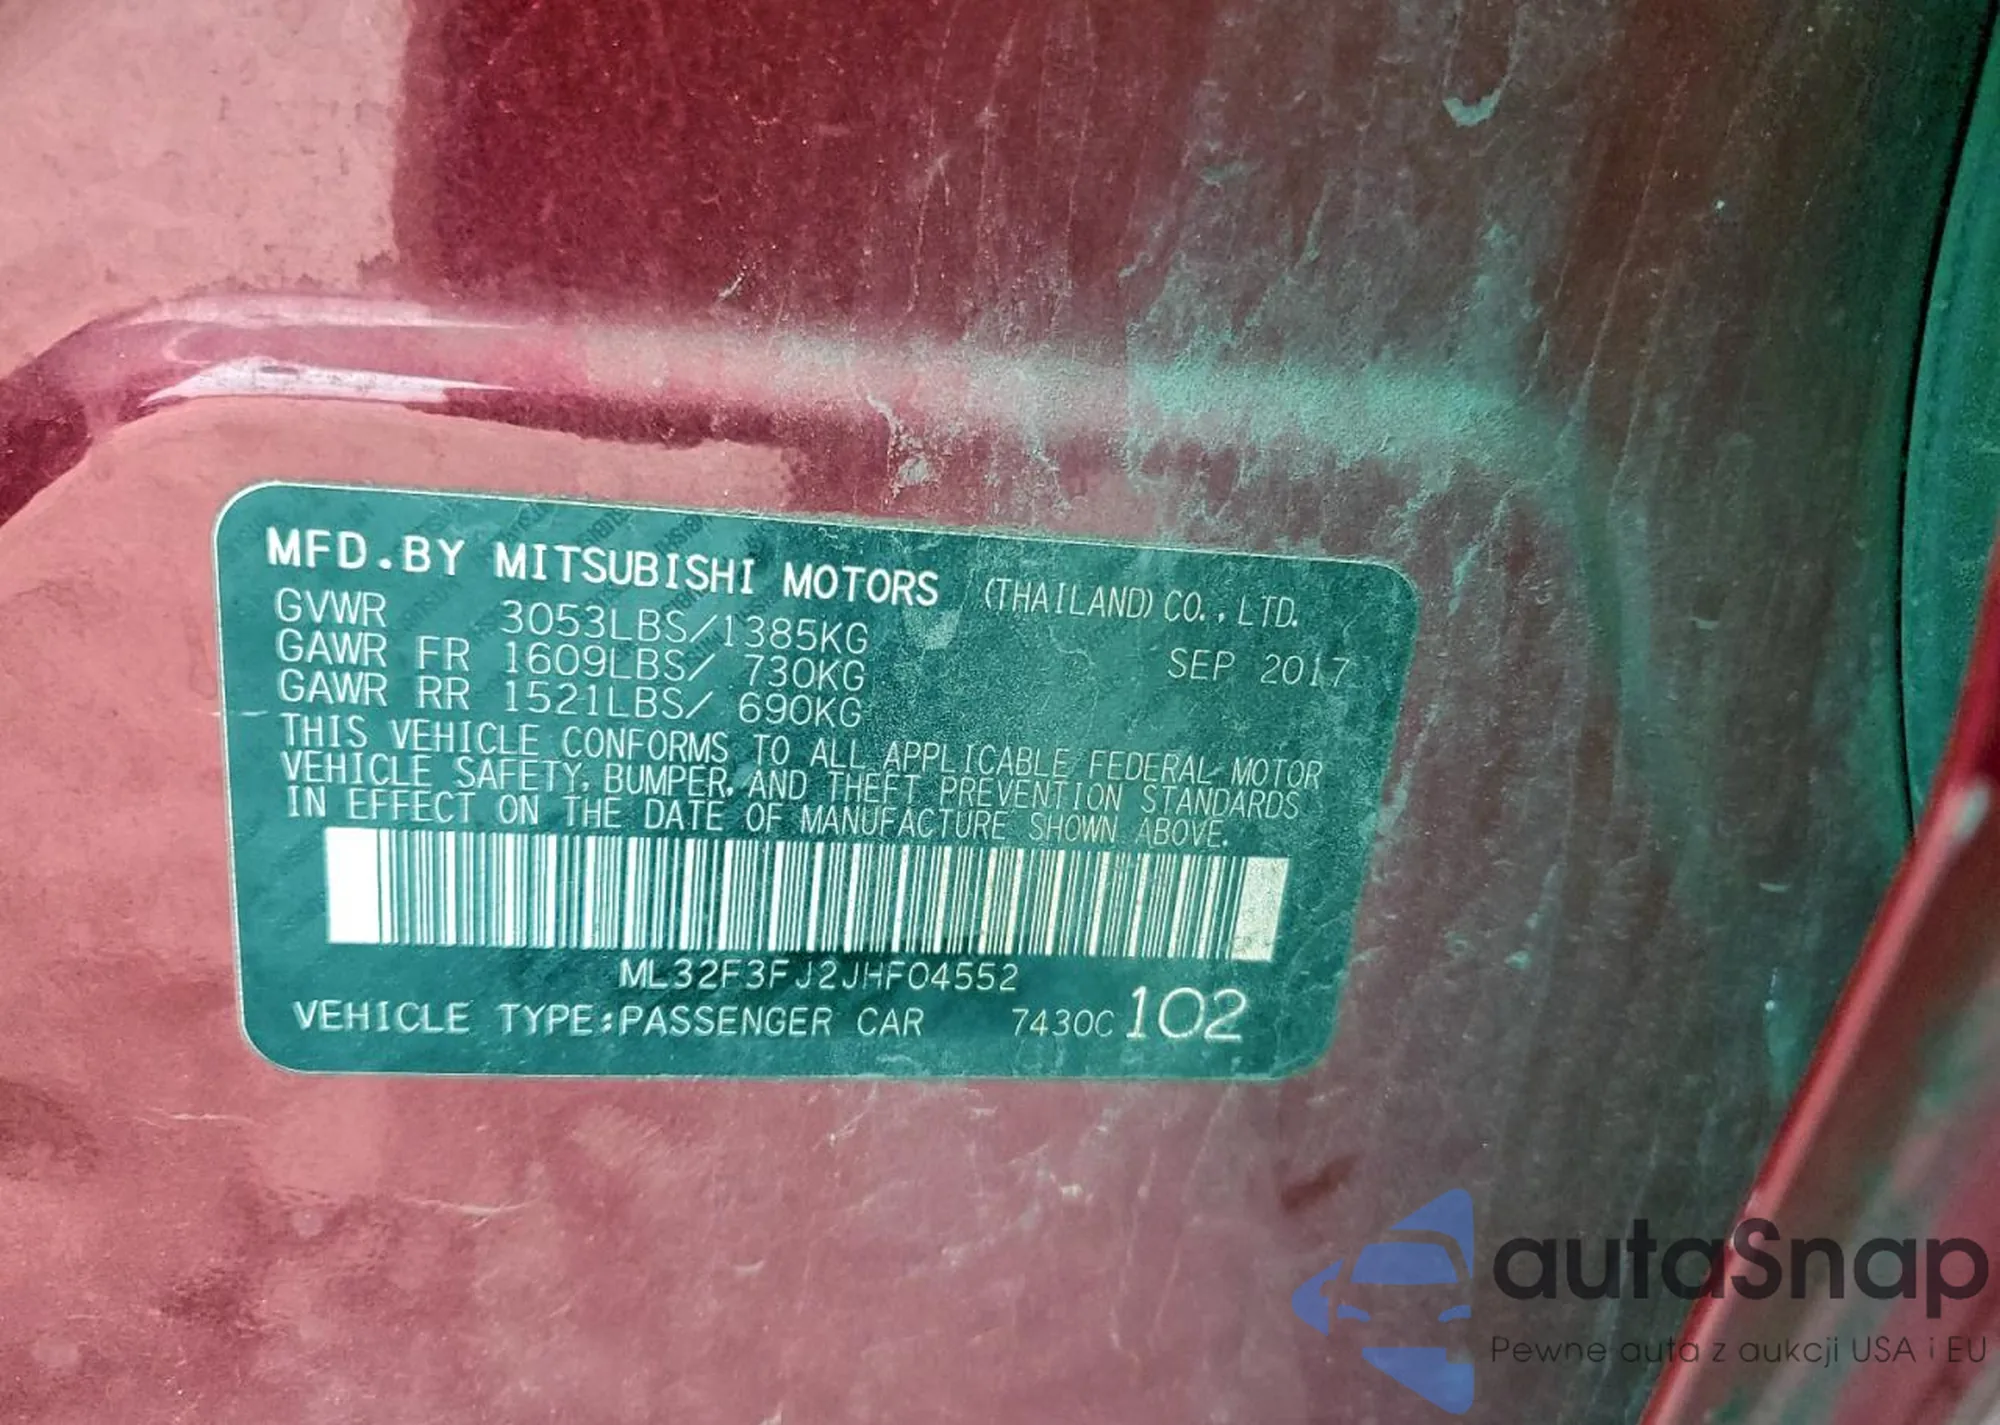 MFD.BY MITSUBISHI MOTORS (THAILAND) CO., LTD.
GVWR 3053LBS/1385KG
GAWR FR 1609LBS/ 730KG SEP 2017
GAWR RR 1521LBS/ 690KG
THIS VEHICLE CONFORMS TO ALL APPLICABLE FEDERAL MOTOR
VEHICLE SAFETY, BUMPER, AND THEFT PREVENTION STANDARDS
IN EFFECT ON THE DATE OF MANUFACTURE SHOWN ABOVE.
ML32F3FJ2JHF04552
VEHICLE TYPE:PASSENGER CAR 7430C 102
autaSnap
Pewne auta z aukcji USA i EU